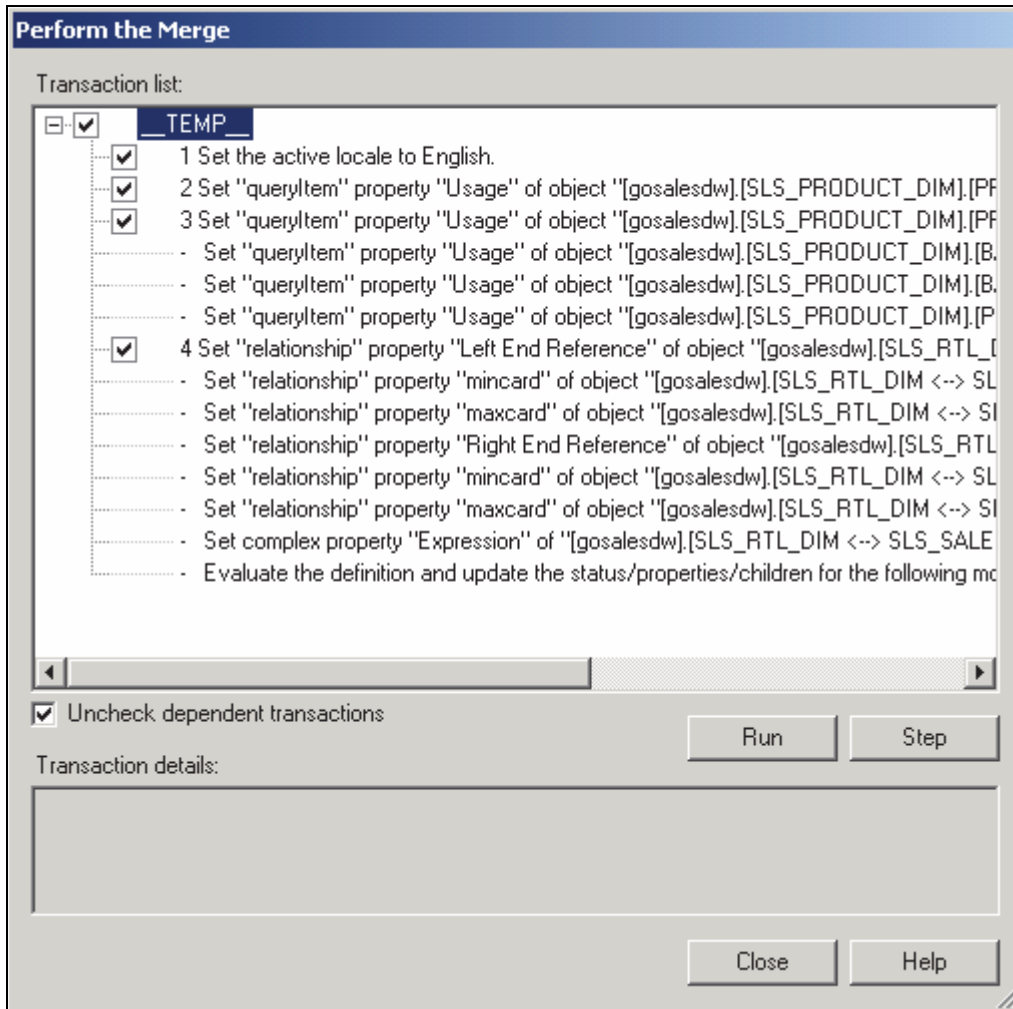 Perform the Merge
Transaction list:
__TEMP__
1 Set the active locale to English.
2 Set "queryItem" property "Usage" of object "[gosalesdw].[SLS_PRODUCT_DIM].[PR
3 Set "queryItem" property "Usage" of object "[gosalesdw].[SLS_PRODUCT_DIM].[PR
- Set "queryItem" property "Usage" of object "[gosalesdw].[SLS_PRODUCT_DIM].[BA
- Set "queryItem" property "Usage" of object "[gosalesdw].[SLS_PRODUCT_DIM].[BA
- Set "queryItem" property "Usage" of object "[gosalesdw].[SLS_PRODUCT_DIM].[P
4 Set "relationship" property "Left End Reference" of object "[gosalesdw].[SLS_RTL_D
- Set "relationship" property "mincard" of object "[gosalesdw].[SLS_RTL_DIM <--> SL
- Set "relationship" property "maxcard" of object "[gosalesdw].[SLS_RTL_DIM <--> SL
- Set "relationship" property "Right End Reference" of object "[gosalesdw].[SLS_RTL
- Set "relationship" property "mincard" of object "[gosalesdw].[SLS_RTL_DIM <--> SL
- Set "relationship" property "maxcard" of object "[gosalesdw].[SLS_RTL_DIM <--> SL
- Set complex property "Expression" of "[gosalesdw].[SLS_RTL_DIM <--> SLS_SALE
- Evaluate the definition and update the status/properties/children for the following mo
Uncheck dependent transactions
Run Step
Transaction details:
Close Help